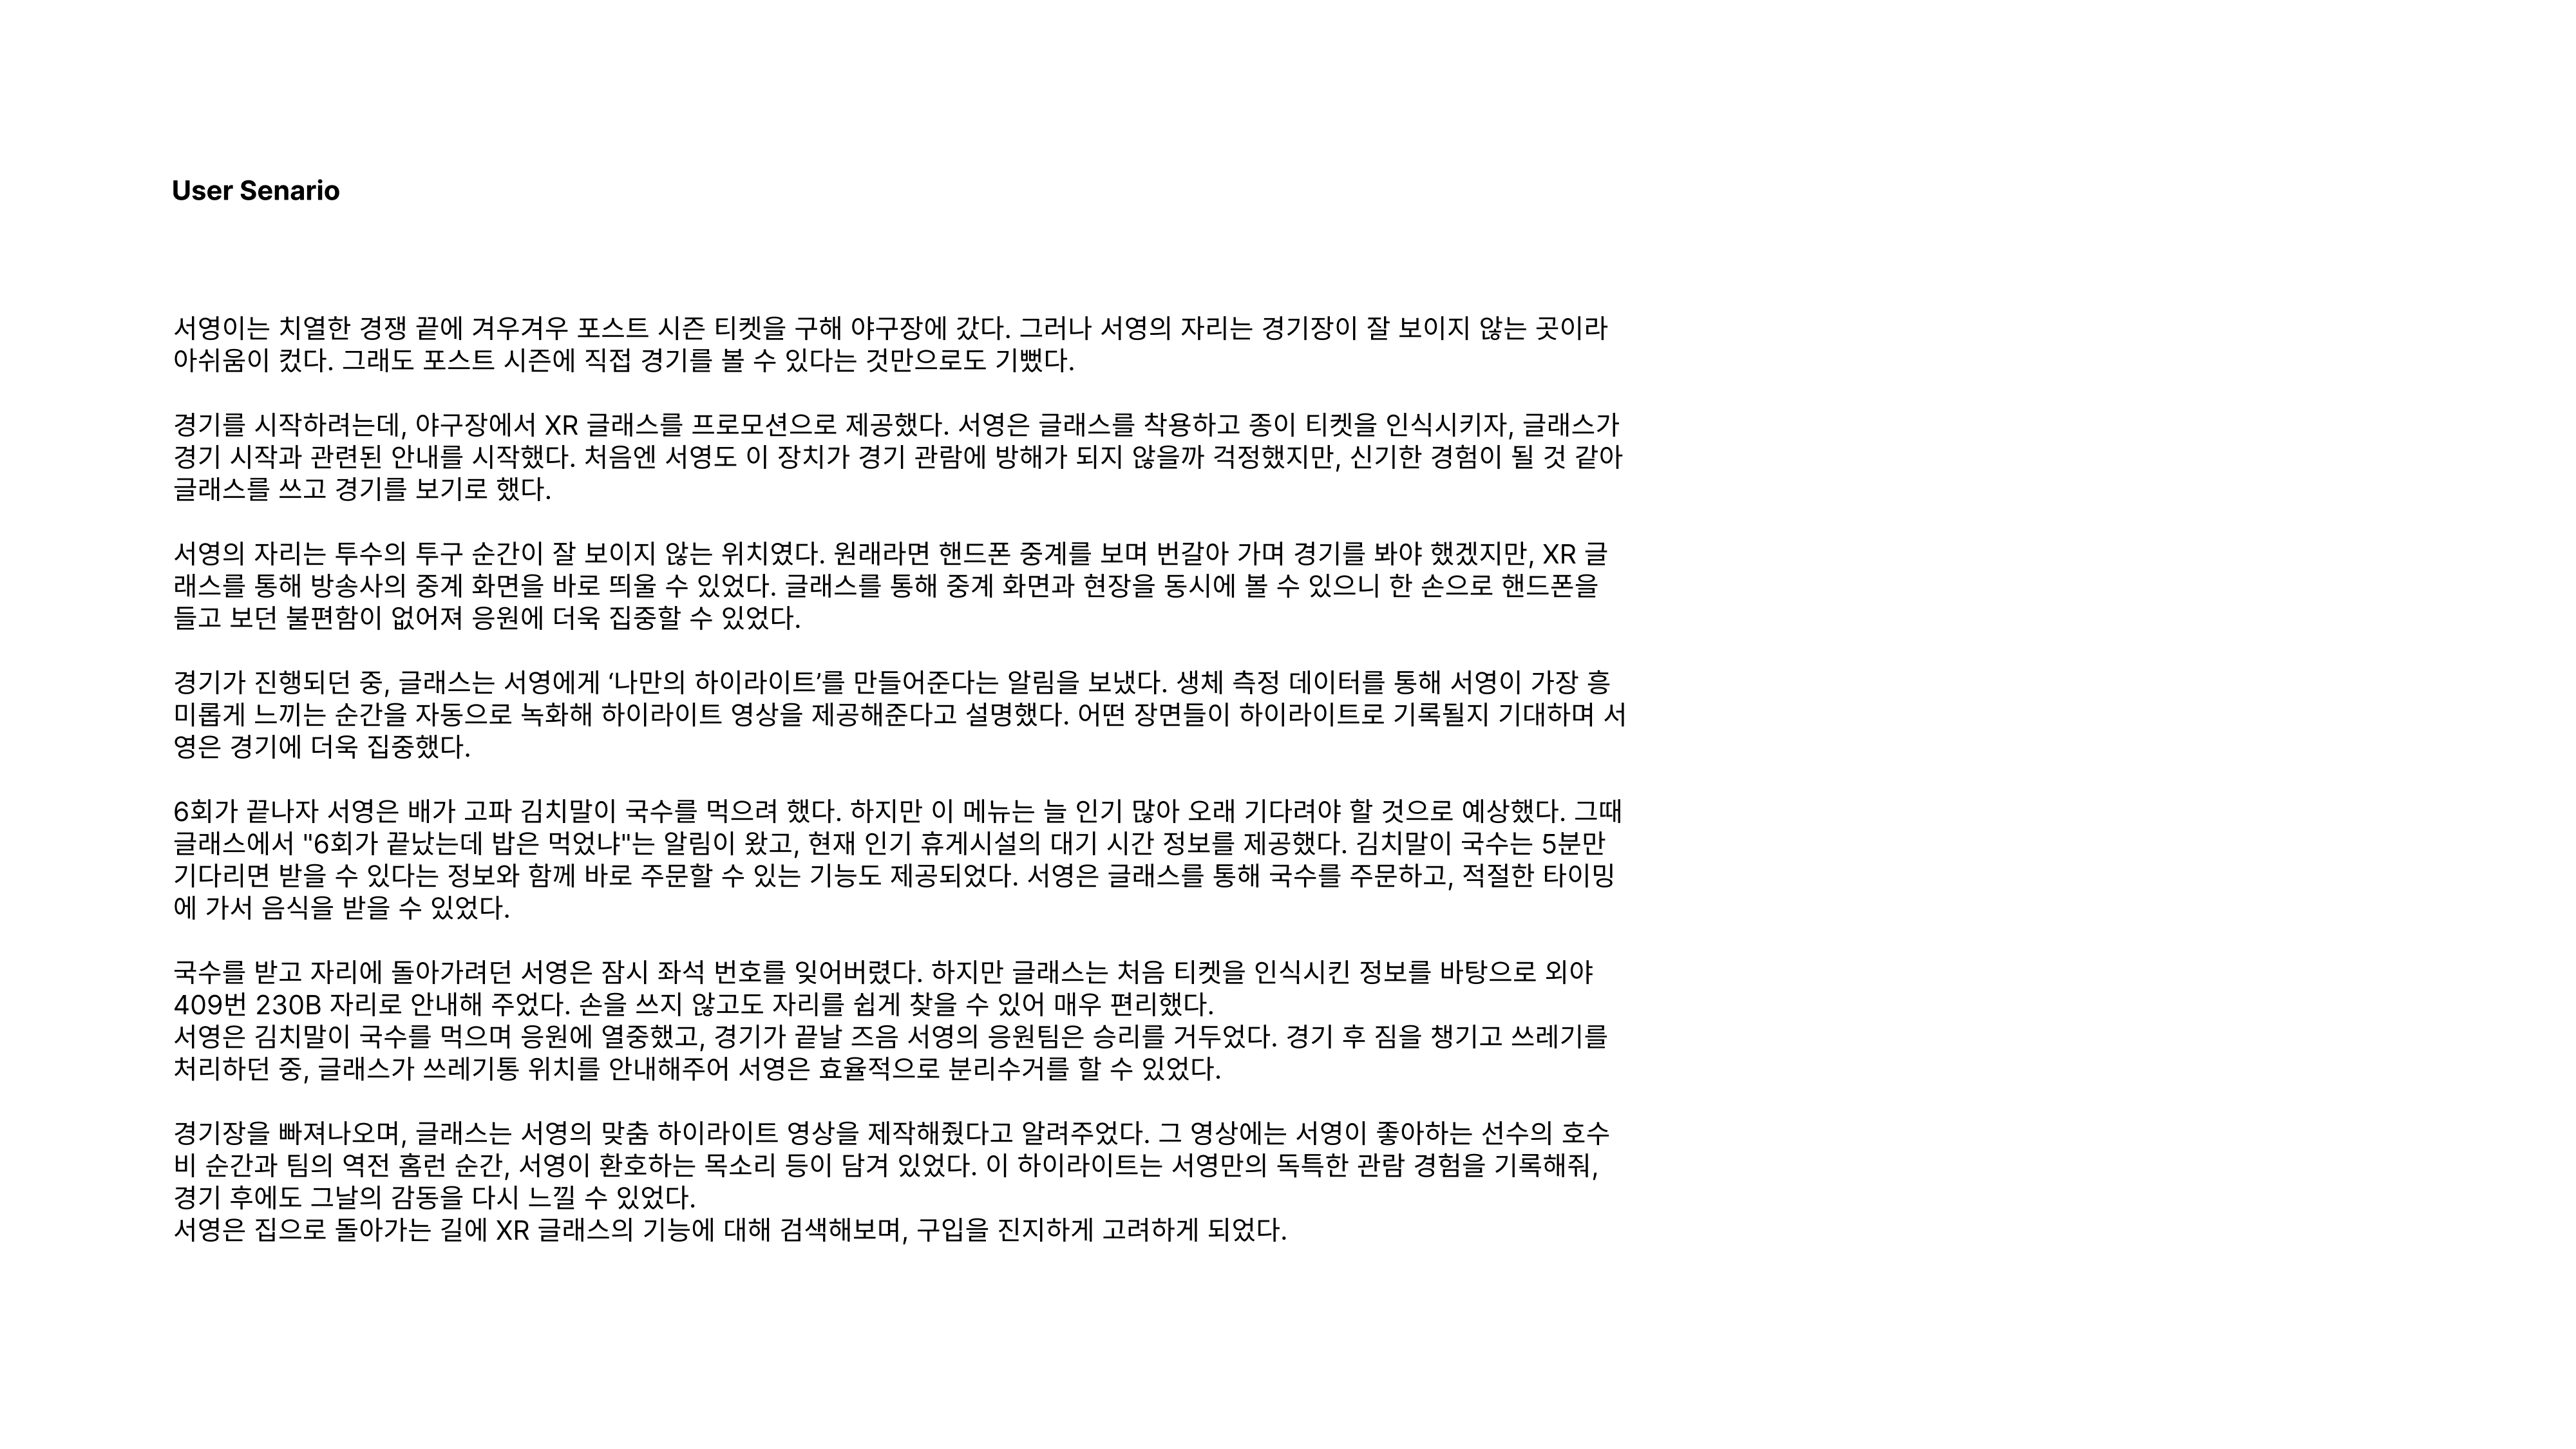 User Senario
서영이는 치열한 경쟁 끝에 겨우겨우 포스트 시즌 티켓을 구해 야구장에 갔다. 그러나 서영의 자리는 경기장이 잘 보이지 않는 곳이라
아쉬움이 컸다. 그래도 포스트 시즌에 직접 경기를 볼 수 있다는 것만으로도 기뻤다.
경기를 시작하려는데, 야구장에서 XR 글래스를 프로모션으로 제공했다. 서영은 글래스를 착용하고 종이 티켓을 인식시키자, 글래스가
경기 시작과 관련된 안내를 시작했다. 처음엔 서영도 이 장치가 경기 관람에 방해가 되지 않을까 걱정했지만, 신기한 경험이 될 것 같아
글래스를 쓰고 경기를 보기로 했다.
서영의 자리는 투수의 투구 순간이 잘 보이지 않는 위치였다. 원래라면 핸드폰 중계를 보며 번갈아 가며 경기를 봐야 했겠지만, XR 글
래스를 통해 방송사의 중계 화면을 바로 띄울 수 있었다. 글래스를 통해 중계 화면과 현장을 동시에 볼 수 있으니 한 손으로 핸드폰을
들고 보던 불편함이 없어져 응원에 더욱 집중할 수 있었다.
경기가 진행되던 중, 글래스는 서영에게 ‘나만의 하이라이트’를 만들어준다는 알림을 보냈다. 생체 측정 데이터를 통해 서영이 가장 흥
미롭게 느끼는 순간을 자동으로 녹화해 하이라이트 영상을 제공해준다고 설명했다. 어떤 장면들이 하이라이트로 기록될지 기대하며 서
영은 경기에 더욱 집중했다.
6회가 끝나자 서영은 배가 고파 김치말이 국수를 먹으려 했다. 하지만 이 메뉴는 늘 인기 많아 오래 기다려야 할 것으로 예상했다. 그때
글래스에서 "6회가 끝났는데 밥은 먹었냐"는 알림이 왔고, 현재 인기 휴게시설의 대기 시간 정보를 제공했다. 김치말이 국수는 5분만
기다리면 받을 수 있다는 정보와 함께 바로 주문할 수 있는 기능도 제공되었다. 서영은 글래스를 통해 국수를 주문하고, 적절한 타이밍
에 가서 음식을 받을 수 있었다.
국수를 받고 자리에 돌아가려던 서영은 잠시 좌석 번호를 잊어버렸다. 하지만 글래스는 처음 티켓을 인식시킨 정보를 바탕으로 외야
409번 230B 자리로 안내해 주었다. 손을 쓰지 않고도 자리를 쉽게 찾을 수 있어 매우 편리했다.
서영은 김치말이 국수를 먹으며 응원에 열중했고, 경기가 끝날 즈음 서영의 응원팀은 승리를 거두었다. 경기 후 짐을 챙기고 쓰레기를
처리하던 중, 글래스가 쓰레기통 위치를 안내해주어 서영은 효율적으로 분리수거를 할 수 있었다.
경기장을 빠져나오며, 글래스는 서영의 맞춤 하이라이트 영상을 제작해줬다고 알려주었다. 그 영상에는 서영이 좋아하는 선수의 호수
비 순간과 팀의 역전 홈런 순간, 서영이 환호하는 목소리 등이 담겨 있었다. 이 하이라이트는 서영만의 독특한 관람 경험을 기록해줘,
경기 후에도 그날의 감동을 다시 느낄 수 있었다.
서영은 집으로 돌아가는 길에 XR 글래스의 기능에 대해 검색해보며, 구입을 진지하게 고려하게 되었다.